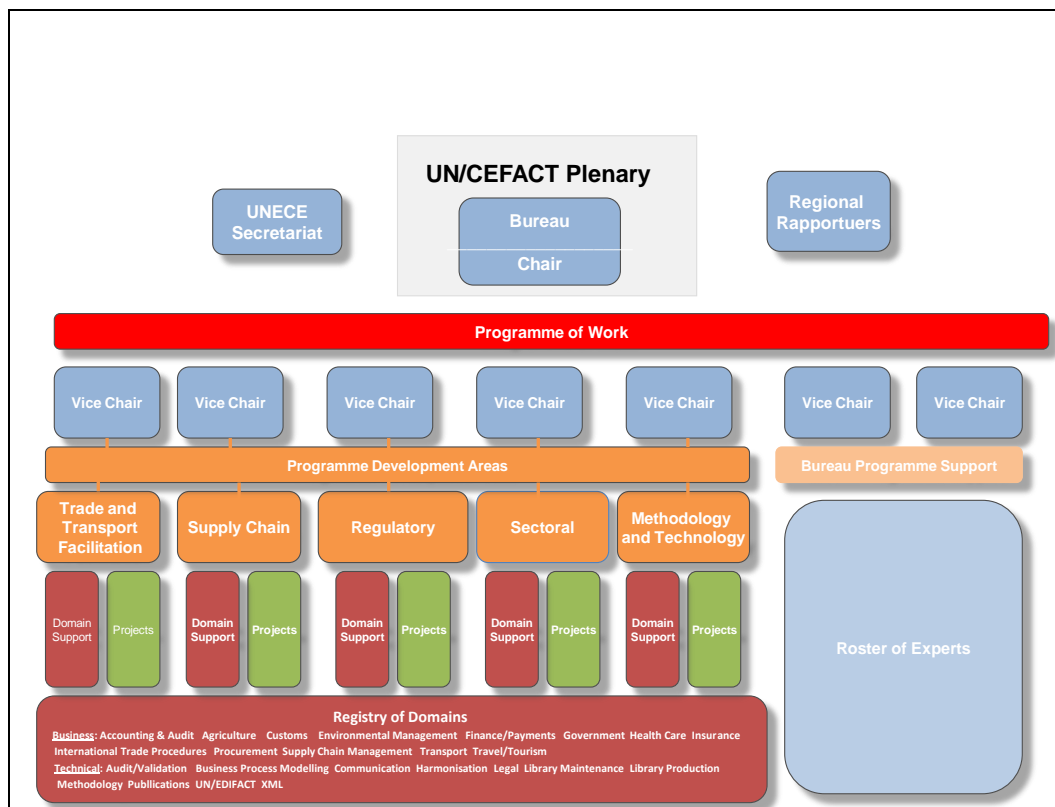 UN/CEFACT Plenary
UNECE
Secretariat
Bureau
Chair
Regional
Rapportuers
Programme of Work
Vice Chair
Vice Chair
Vice Chair
Vice Chair
Vice Chair
Vice Chair
Vice Chair
Programme Development Areas
Bureau Programme Support
Trade and
Transport
Facilitation
Supply Chain
Regulatory
Sectoral
Methodology
and Technology
Domain
Support
Projects
Domain
Support
Projects
Domain
Support
Projects
Domain
Support
Projects
Domain
Support
Projects
Roster of Experts
Registry of Domains
Business: Accounting & Audit Agriculture Customs Environmental Management Finance/Payments Government Health Care Insurance
International Trade Procedures Procurement Supply Chain Management Transport Travel/Tourism
Technical: Audit/Validation Business Process Modelling Communication Harmonisation Legal Library Maintenance Library Production
Methodology Publlications UN/EDIFACT XML